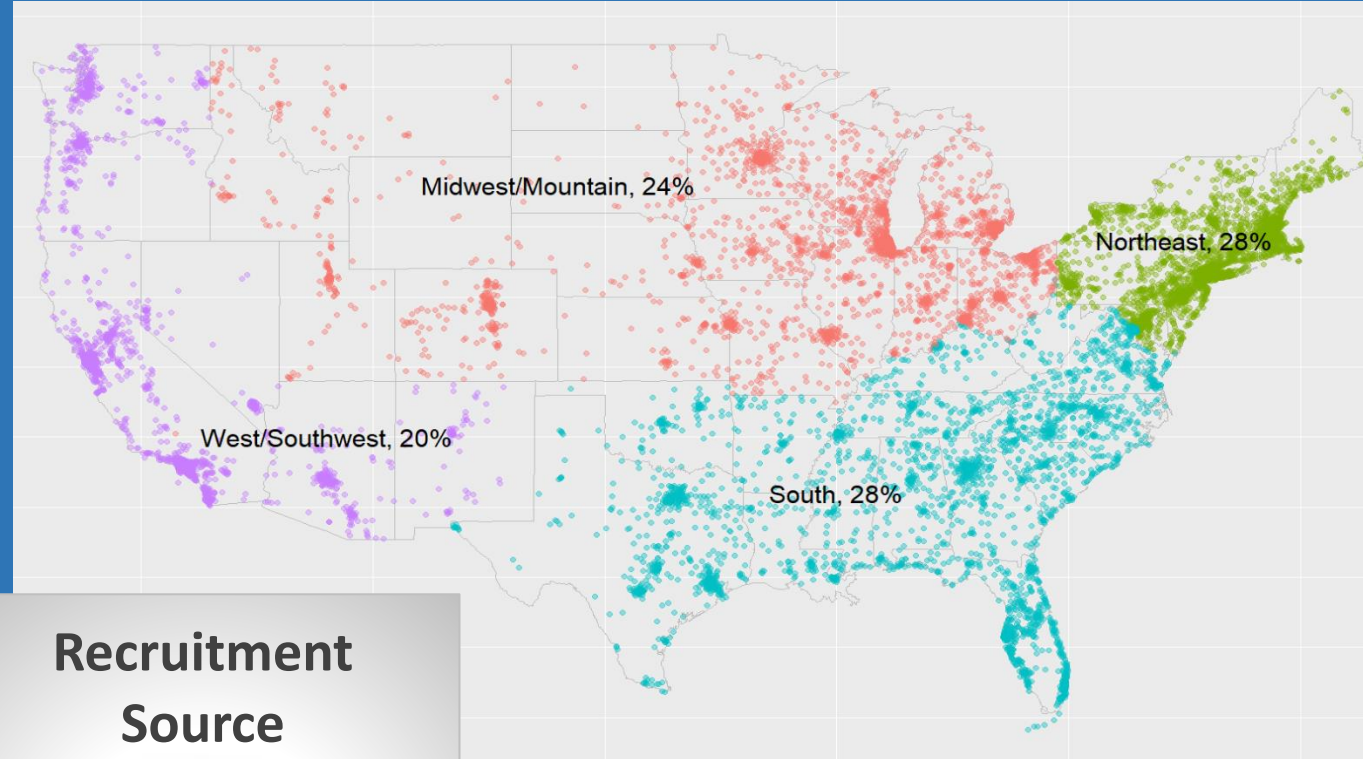 Midwest/Mountain, 24%
Northeast, 28%
West/Southwest, 20%
South, 28%
Recruitment
Source